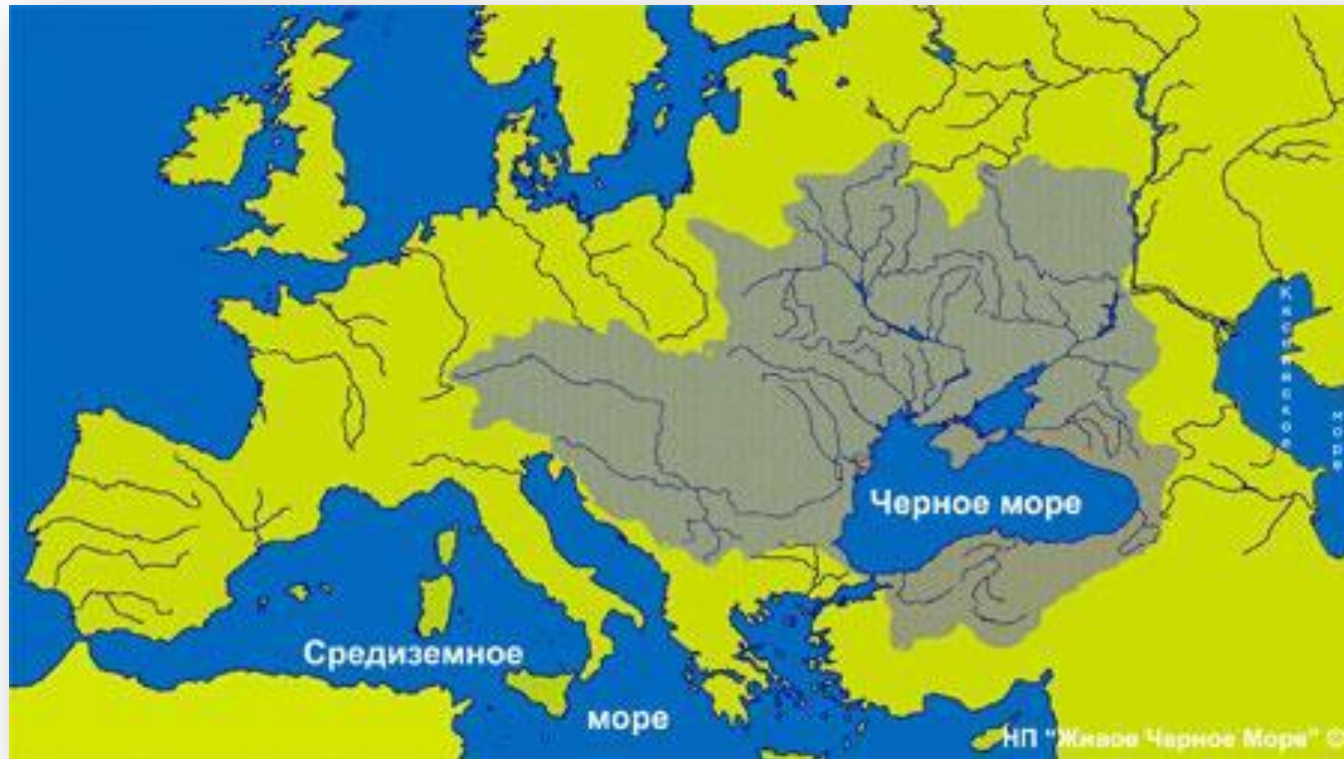 Каспийское
море
Черное море
Средиземное
море
НП "Живое Черное Море" ©